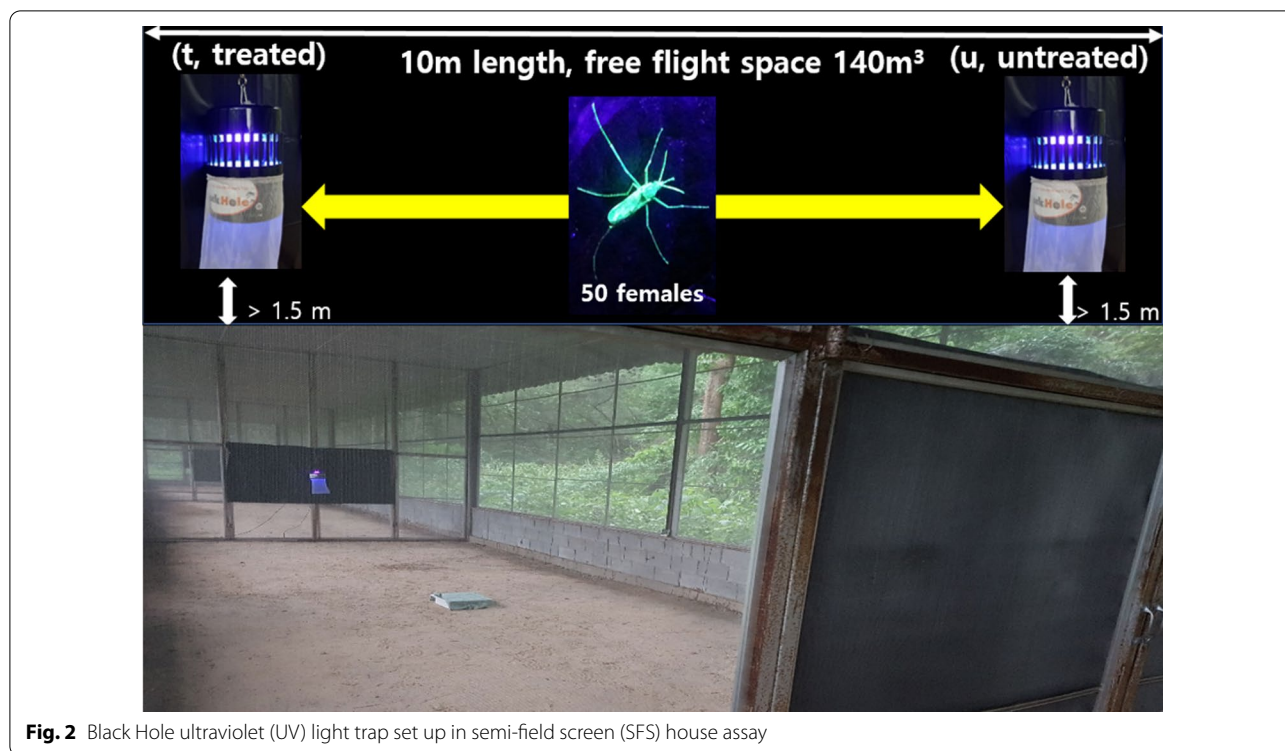 (t, treated)
10m length, free flight space 140m³
(u, untreated)
50 females
> 1.5 m
> 1.5 m
Fig. 2 Black Hole ultraviolet (UV) light trap set up in semi-field screen (SFS) house assay